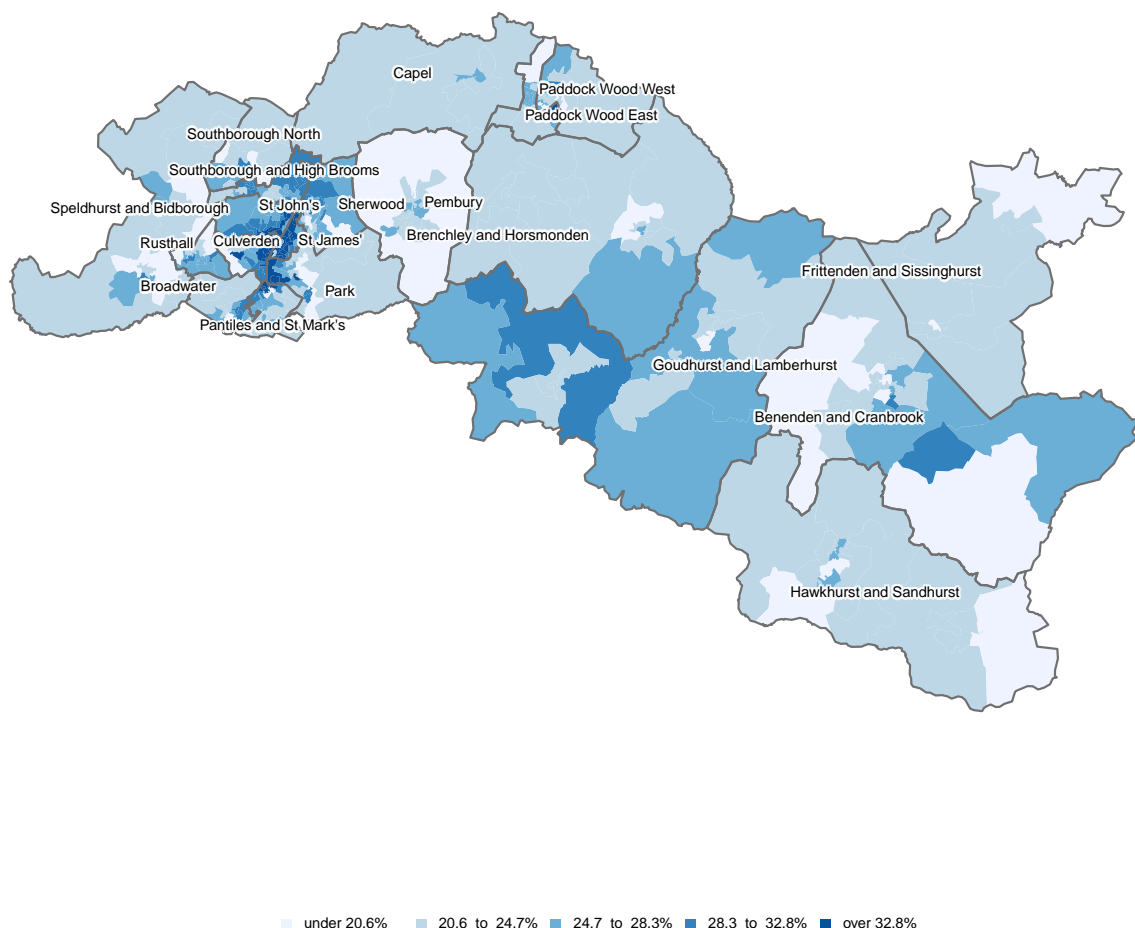 Capel
Paddock Wood West
Paddock Wood East
Southborough North
Southborough and High Brooms
Speldhurst and Bidborough
St John's
Sherwood
Pembury
Rusthall
Culverden
St James'
Brenchley and Horsmonden
Frittenden and Sissinghurst
Broadwater
Park
Pantiles and St Mark's
Goudhurst and Lamberhurst
Benenden and Cranbrook
Hawkhurst and Sandhurst
under 20.6% 20.6 to 24.7% 24.7 to 28.3% 28.3 to 32.8% over 32.8%